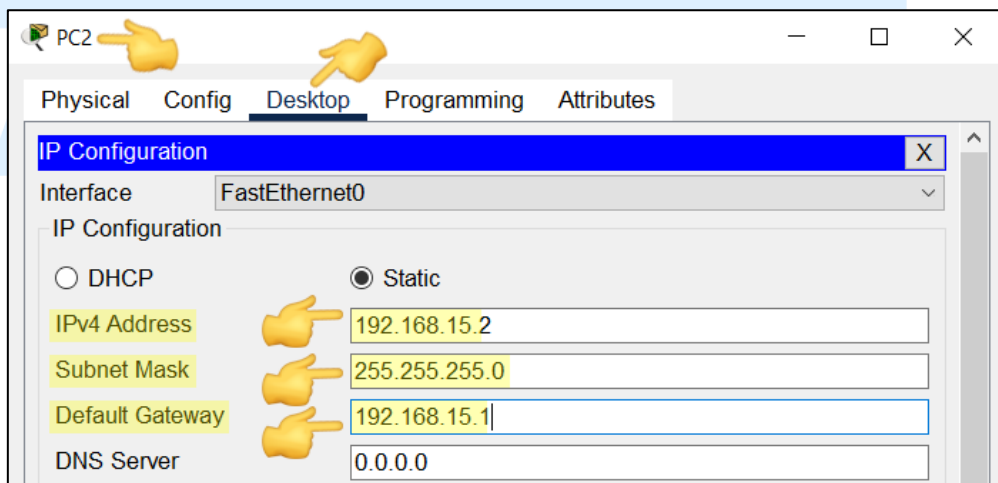 PC2
Physical Config Desktop Programming Attributes
IP Configuration X
Interface FastEthernet0
IP Configuration
DHCP Static
IPv4 Address 192.168.15.2
Subnet Mask 255.255.255.0
Default Gateway 192.168.15.1
DNS Server 0.0.0.0